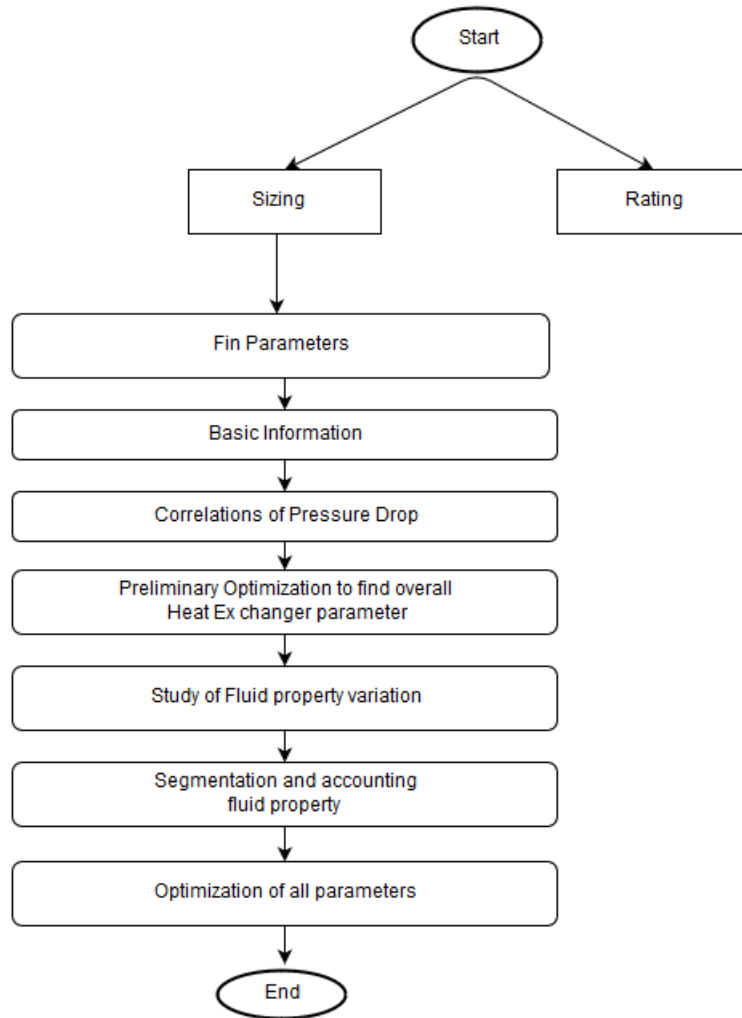 Start
Sizing
Rating
Fin Parameters
Basic Information
Correlations of Pressure Drop
Preliminary Optimization to find overall
Heat Ex changer parameter
Study of Fluid property variation
Segmentation and accounting
fluid property
Optimization of all parameters
End